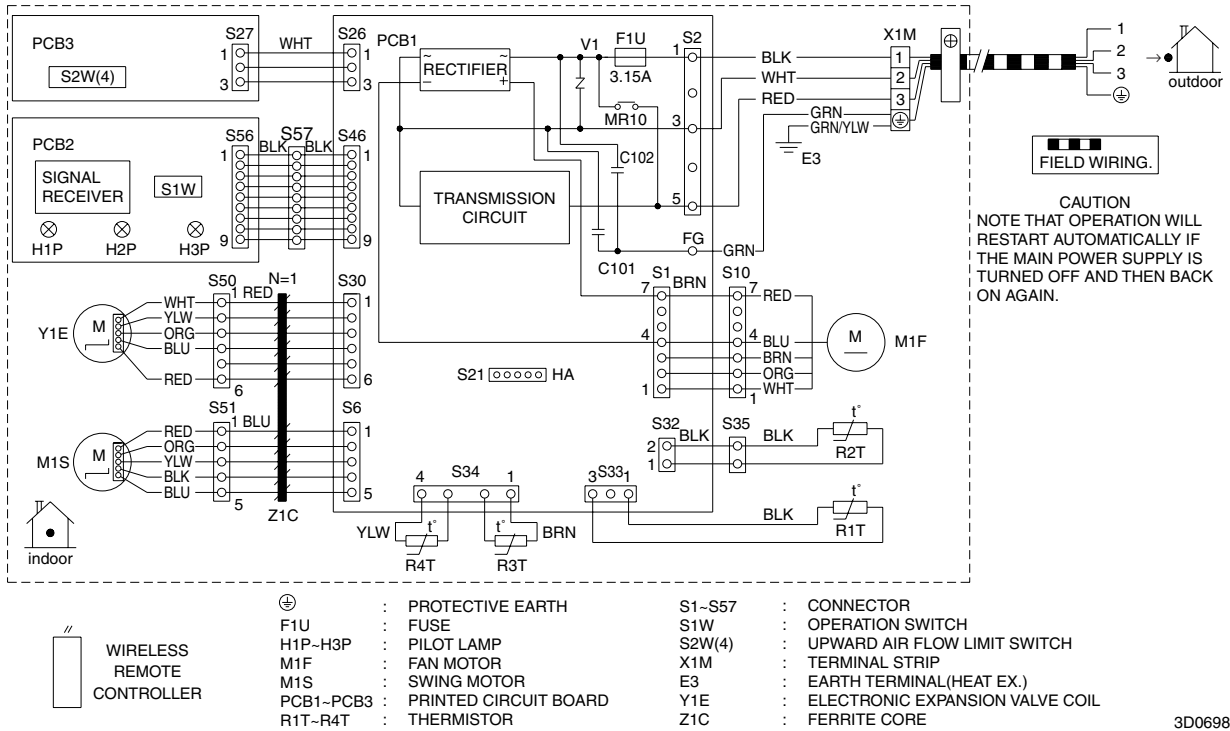 PCB3
S2W(4)
S27
1
3
WHT
S26
1
3
PCB1
~
~
−
+
RECTIFIER
V1
F1U
3.15A
Z
MR10
C102
C101
TRANSMISSION
CIRCUIT
S2
1
3
5
FG
BLK
WHT
RED
GRN
GRN/YLW
GRN
E3
X1M
1
2
3
1
2
3
outdoor
FIELD WIRING.
CAUTION
NOTE THAT OPERATION WILL
RESTART AUTOMATICALLY IF
THE MAIN POWER SUPPLY IS
TURNED OFF AND THEN BACK
ON AGAIN.
PCB2
SIGNAL
RECEIVER
S1W
H1P
H2P
H3P
S56
1
9
BLK
S57
BLK
S46
1
9
Y1E
M
WHT
YLW
ORG
BLU
RED
S50
1
6
RED
N=1
S30
1
6
M1S
M
RED
ORG
YLW
BLK
BLU
S51
1
5
BLU
Z1C
S6
1
5
S21
HA
S1
7
4
1
BRN
S10
7
4
1
RED
BLU
BRN
ORG
WHT
M
M1F
S32
2
1
BLK
S35
BLK
t°
R2T
S33
3
1
BLK
t°
R1T
4
S34
1
YLW
t°
R4T
t°
R3T
BRN
indoor
WIRELESS
REMOTE
CONTROLLER
: PROTECTIVE EARTH
F1U : FUSE
H1P~H3P : PILOT LAMP
M1F : FAN MOTOR
M1S : SWING MOTOR
PCB1~PCB3 : PRINTED CIRCUIT BOARD
R1T~R4T : THERMISTOR
S1~S57 : CONNECTOR
S1W : OPERATION SWITCH
S2W(4) : UPWARD AIR FLOW LIMIT SWITCH
X1M : TERMINAL STRIP
E3 : EARTH TERMINAL(HEAT EX.)
Y1E : ELECTRONIC EXPANSION VALVE COIL
Z1C : FERRITE CORE
3D0698